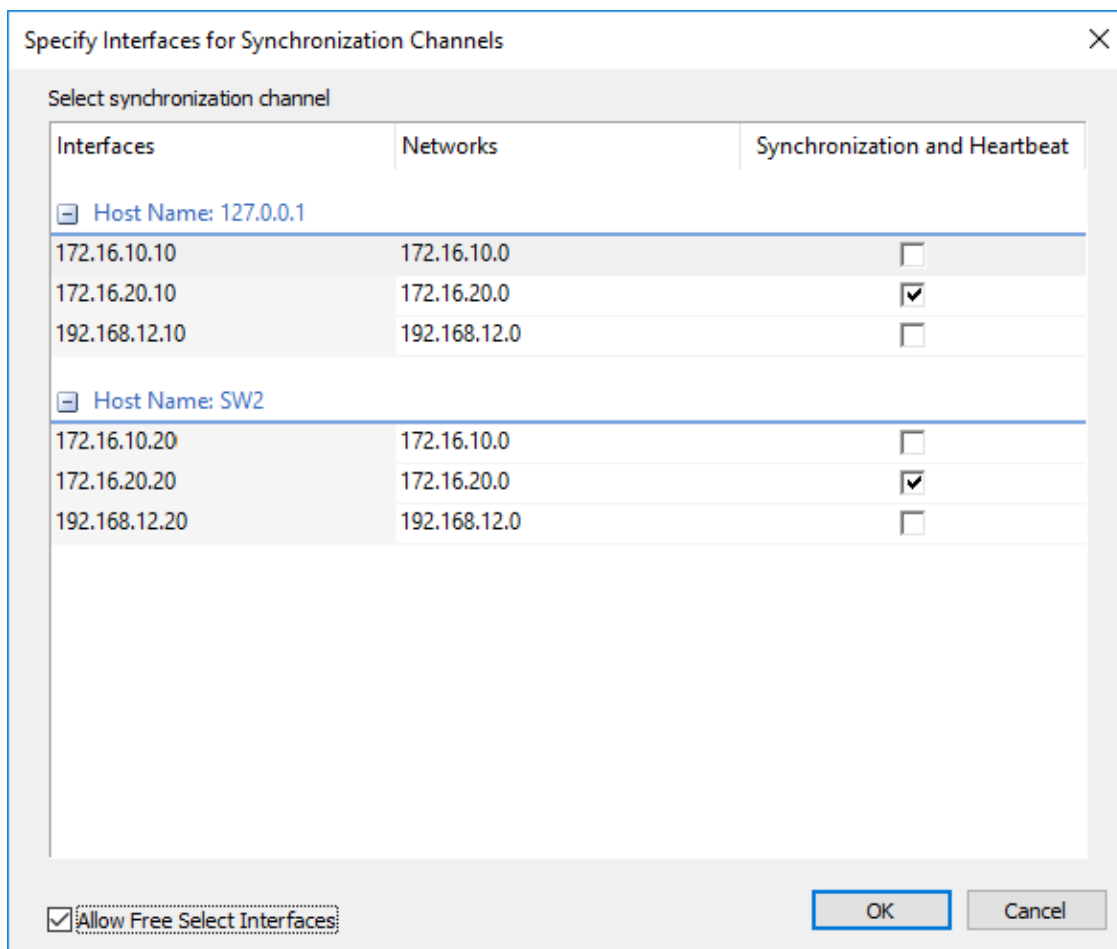 Specify Interfaces for Synchronization Channels
Select synchronization channel
Interfaces Networks Synchronization and Heartbeat
Host Name: 127.0.0.1
172.16.10.10 172.16.10.0
172.16.20.10 172.16.20.0
192.168.12.10 192.168.12.0
Host Name: SW2
172.16.10.20 172.16.10.0
172.16.20.20 172.16.20.0
192.168.12.20 192.168.12.0
Allow Free Select Interfaces OK Cancel